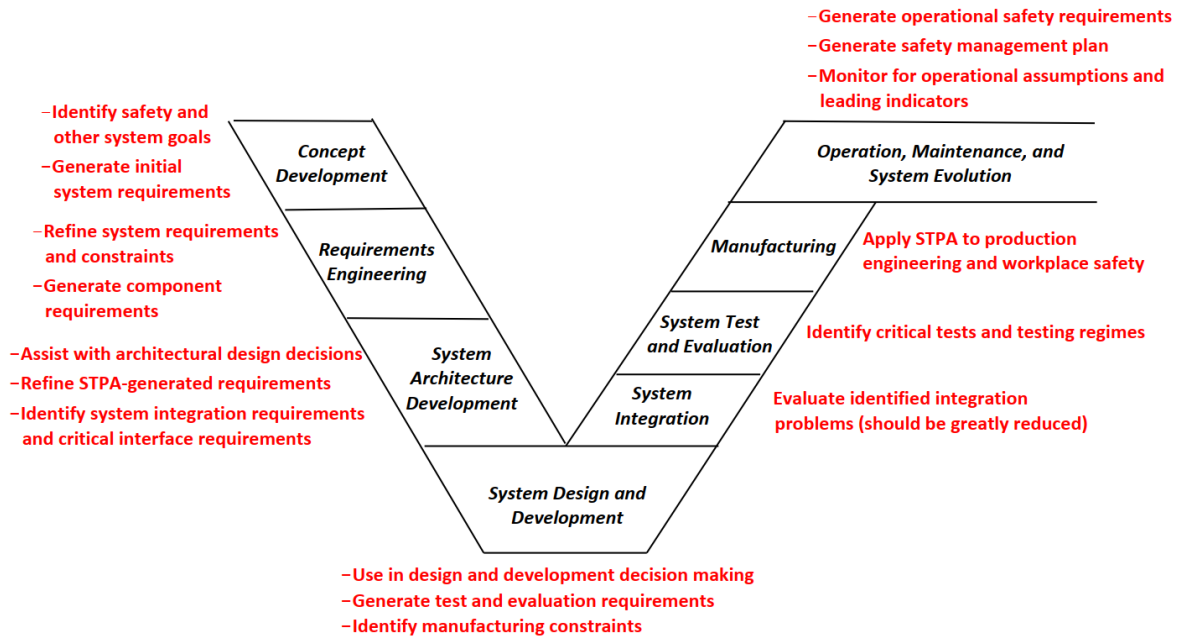 −Generate operational safety requirements
−Generate safety management plan
−Monitor for operational assumptions and
leading indicators
−Identify safety and
other system goals
−Generate initial
system requirements
Concept
Development
Operation, Maintenance, and
System Evolution
−Refine system requirements
and constraints
−Generate component
requirements
Requirements
Engineering
Manufacturing
Apply STPA to production
engineering and workplace safety
−Assist with architectural design decisions
−Refine STPA-generated requirements
−Identify system integration requirements
and critical interface requirements
System
Architecture
Development
System Test
and Evaluation
Identify critical tests and testing regimes
System
Integration
Evaluate identified integration
problems (should be greatly reduced)
System Design and
Development
−Use in design and development decision making
−Generate test and evaluation requirements
−Identify manufacturing constraints